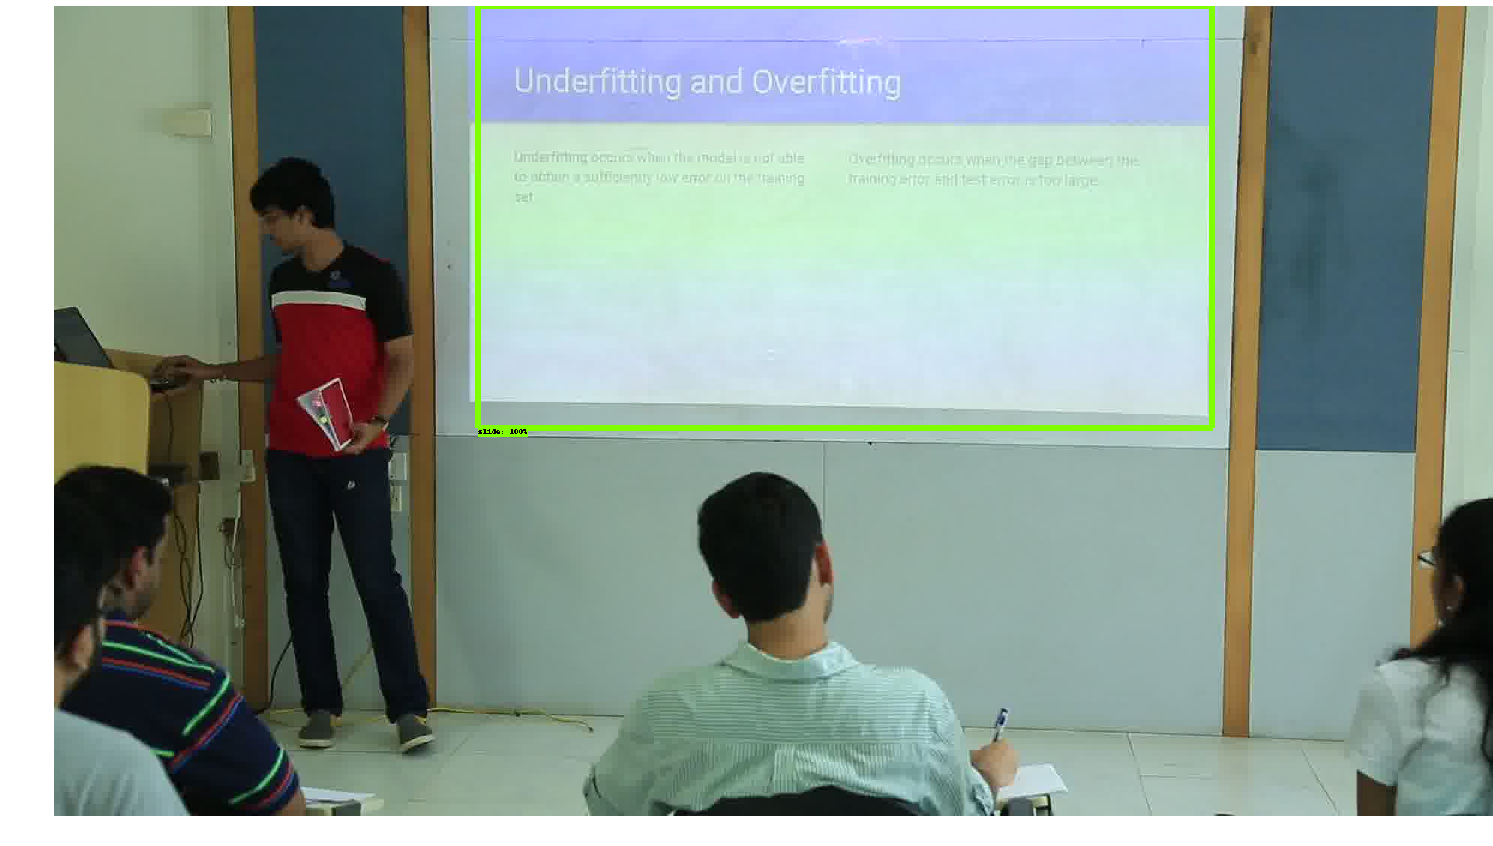 Underfitting and Overfitting
Underfitting occurs when the model is not able
to obtain a sufficiently low error on the training
set
Overfitting occurs when the gap between the
training error and test error is too large
slide: 100%